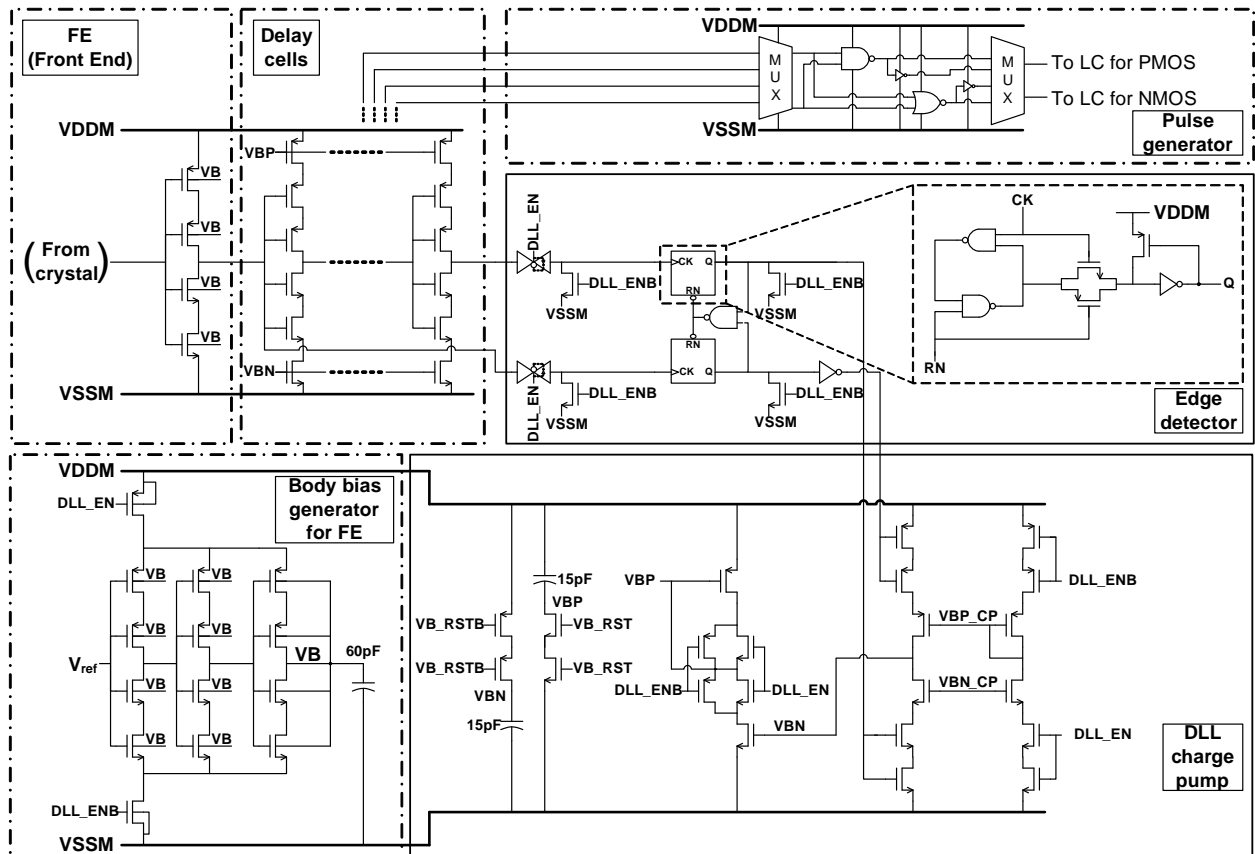 FE
(Front End)
Delay
cells
VDDM
MUX
MUX
To LC for PMOS
To LC for NMOS
VSSM
Pulse
generator
VDDM
VBP
VB
VB
(From
crystal)
VB
VB
VBN
VSSM
DLL_EN
DLL_ENB
VSSM
CK
Q
RN
DLL_ENB
VSSM
RN
CK
Q
DLL_EN
DLL_ENB
VSSM
DLL_ENB
VSSM
CK
VDDM
Q
RN
Edge
detector
VDDM
DLL_EN
Body bias
generator
for FE
VB
VB
VB
VB
Vref
VB
60pF
VB
VB
VB
VB
DLL_ENB
VSSM
15pF
VBP
VB_RSTB
VB_RST
VB_RSTB
VB_RST
VBN
15pF
VBP
DLL_ENB
DLL_EN
VBN
DLL_ENB
VBP_CP
VBN_CP
DLL_EN
DLL
charge
pump